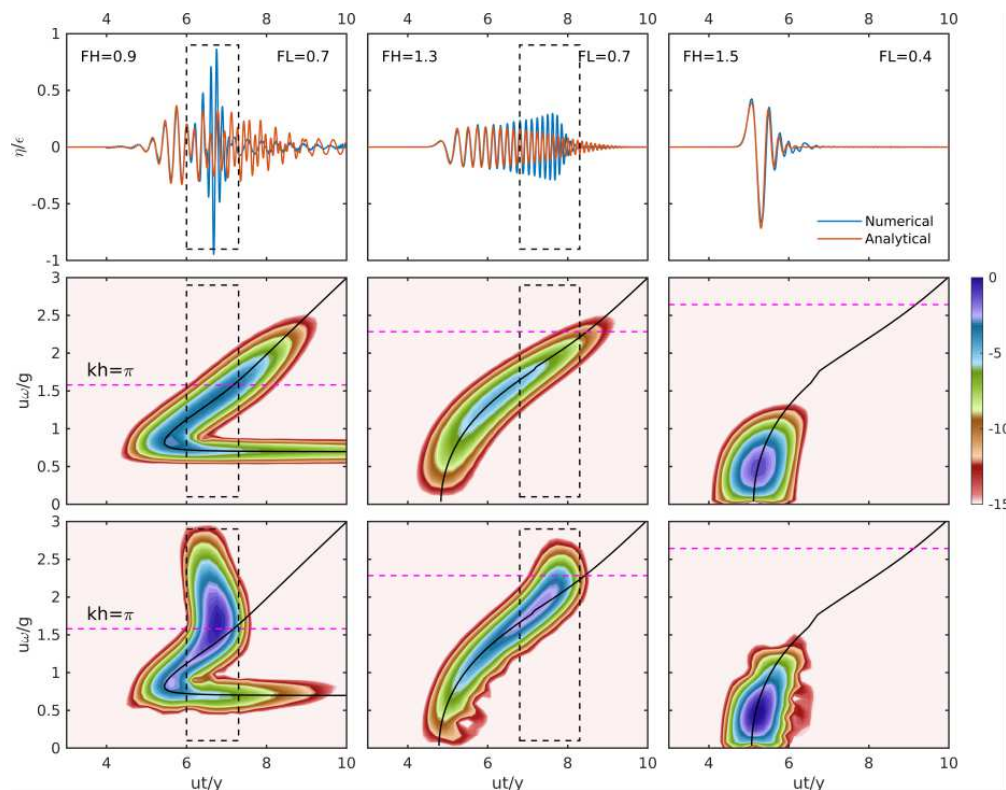 4 6 8 10 4 6 8 10 4 6 8 10
1
FH=0.9 FL=0.7 FH=1.3 FL=0.7 FH=1.5 FL=0.4
0.5
η/ϵ 0
-0.5
Numerical
Analytical
-1
3 0
2.5
2
kh=π -5
uω/g 1.5
1 -10
0.5
0 -15
3
2.5
2
kh=π
uω/g 1.5
1
0.5
0
4 6 8 10 4 6 8 10 4 6 8 10
ut/y ut/y ut/y